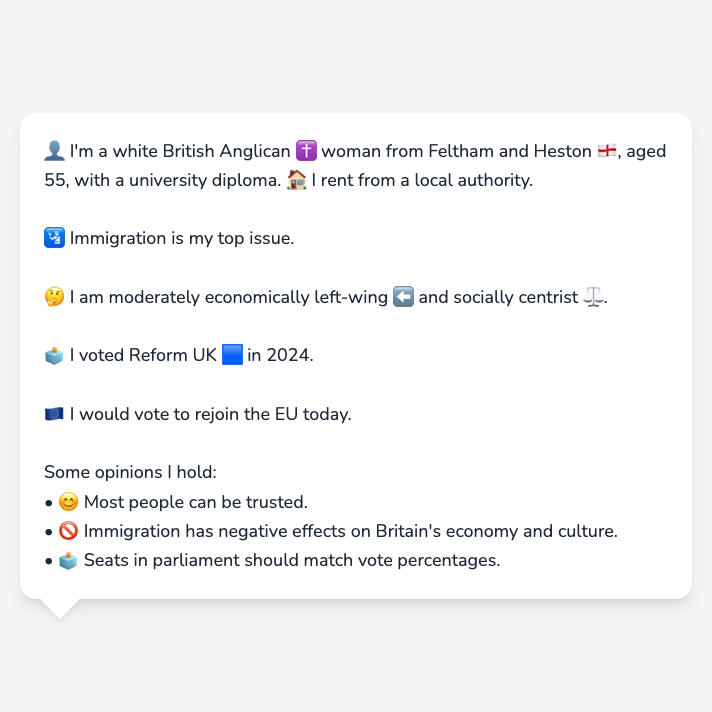 👤 I'm a white British Anglican ✝️ woman from Feltham and Heston 🏴󠁧󠁢󠁥󠁮󠁧󠁿, aged
55, with a university diploma. 🏠 I rent from a local authority.
🛂 Immigration is my top issue.
🤔 I am moderately economically left-wing ⬅️ and socially centrist ⚖️.
🗳️ I voted Reform UK 🟦 in 2024.
🇪🇺 I would vote to rejoin the EU today.
Some opinions I hold:
• 😊 Most people can be trusted.
• 🚫 Immigration has negative effects on Britain's economy and culture.
• 🗳️ Seats in parliament should match vote percentages.